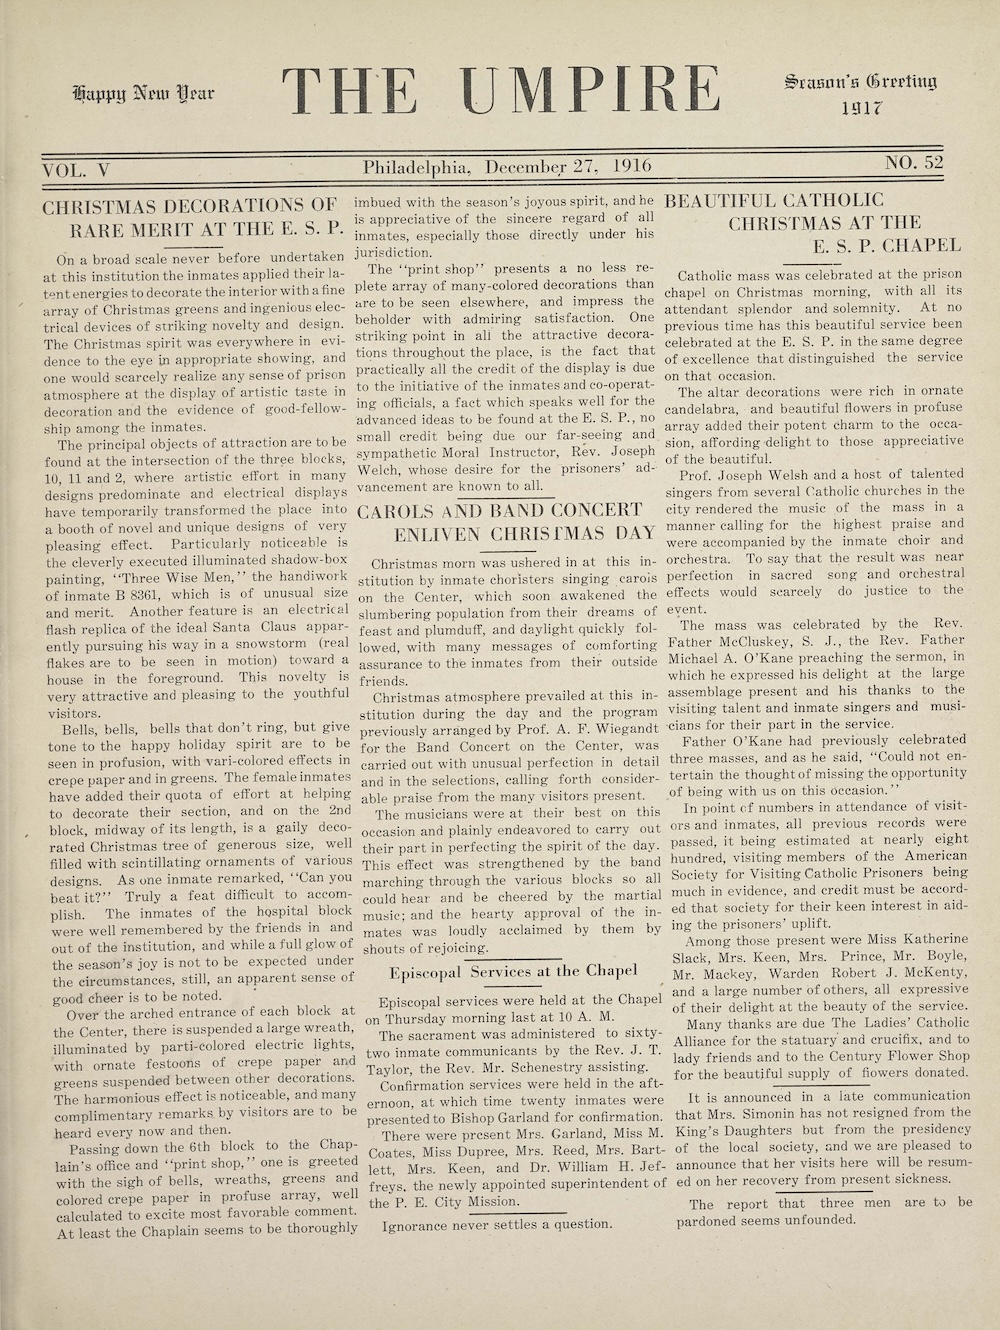 Happy New Year
THE UMPIRE
Season's Greeting
1917
VOL. V
Philadelphia, December 27, 1916
NO. 52
CHRISTMAS DECORATIONS OF
RARE MERIT AT THE E. S. P.
On a broad scale never before undertaken
at this institution the inmates applied their la-
tent energies to decorate the interior with a fine
array of Christmas greens and ingenious elec-
trical devices of striking novelty and design.
The Christmas spirit was everywhere in evi-
dence to the eye in appropriate showing, and
one would scarcely realize any sense of prison
atmosphere at the display of artistic taste in
decoration and the evidence of good-fellow-
ship among the inmates.
The principal objects of attraction are to be
found at the intersection of the three blocks,
10, 11 and 2, where artistic effort in many
designs predominate and electrical displays
have temporarily transformed the place into
a booth of novel and unique designs of very
pleasing effect. Particularly noticeable is
the cleverly executed illuminated shadow-box
painting, "Three Wise Men," the handiwork
of inmate B 8361, which is of unusual size
and merit. Another feature is an electrical
flash replica of the ideal Santa Claus appar-
ently pursuing his way in a snowstorm (real
flakes are to be seen in motion) toward a
house in the foreground. This novelty is
very attractive and pleasing to the youthful
visitors.
Bells, bells, bells that don't ring, but give
tone to the happy holiday spirit are to be
seen in profusion, with vari-colored effects in
crepe paper and in greens. The female inmates
have added their quota of effort at helping
to decorate their section, and on the 2nd
block, midway of its length, is a gaily deco-
rated Christmas tree of generous size, well
filled with scintillating ornaments of various
designs. As one inmate remarked, "Can you
beat it?" Truly a feat difficult to accom-
plish. The inmates of the hospital block
were well remembered by the friends in and
out of the institution, and while a full glow of
the season's joy is not to be expected under
the circumstances, still, an apparent sense of
good cheer is to be noted.
Over the arched entrance of each block at
the Center, there is suspended a large wreath,
illuminated by parti-colored electric lights,
with ornate festoons of crepe paper and
greens suspended between other decorations.
The harmonious effect is noticeable, and many
complimentary remarks by visitors are to be
heard every now and then.
Passing down the 6th block to the Chap-
lain's office and "print shop," one is greeted
with the sigh of bells, wreaths, greens and
colored crepe paper in profuse array, well
calculated to excite most favorable comment.
At least the Chaplain seems to be thoroughly
imbued with the season's joyous spirit, and he
is appreciative of the sincere regard of all
inmates, especially those directly under his
jurisdiction.
The "print shop" presents a no less re-
plete array of many-colored decorations than
are to be seen elsewhere, and impress the
beholder with admiring satisfaction. One
striking point in all the attractive decora-
tions throughout the place, is the fact that
practically all the credit of the display is due
to the initiative of the inmates and co-operat-
ing officials, a fact which speaks well for the
advanced ideas to be found at the E. S. P., no
small credit being due our far-seeing and
sympathetic Moral Instructor, Rev. Joseph
Welch, whose desire for the prisoners' ad-
vancement are known to all.
CAROLS AND BAND CONCERT
ENLIVEN CHRISTMAS DAY
Christmas morn was ushered in at this in-
stitution by inmate choristers singing carols
on the Center, which soon awakened the
slumbering population from their dreams of
feast and plumduff, and daylight quickly fol-
lowed, with many messages of comforting
assurance to the inmates from their outside
friends.
Christmas atmosphere prevailed at this in-
stitution during the day and the program
previously arranged by Prof. A. F. Wiegandt
for the Band Concert on the Center, was
carried out with unusual perfection in detail
and in the selections, calling forth consider-
able praise from the many visitors present.
The musicians were at their best on this
occasion and plainly endeavored to carry out
their part in perfecting the spirit of the day.
This effect was strengthened by the band
marching through the various blocks so all
could hear and be cheered by the martial
music; and the hearty approval of the in-
mates was loudly acclaimed by them by
shouts of rejoicing.
Episcopal Services at the Chapel
Episcopal services were held at the Chapel
on Thursday morning last at 10 A. M.
The sacrament was administered to sixty-
two inmate communicants by the Rev. J. T.
Taylor, the Rev. Mr. Schenestry assisting.
Confirmation services were held in the aft-
ernoon, at which time twenty inmates were
presented to Bishop Garland for confirmation.
There were present Mrs. Garland, Miss M.
Coates, Miss Dupree, Mrs. Reed, Mrs. Bart-
lett, Mrs. Keen, and Dr. William H. Jef-
freys, the newly appointed superintendent of
the P. E. City Mission.
Ignorance never settles a question.
BEAUTIFUL CATHOLIC
CHRISTMAS AT THE
E. S. P. CHAPEL
Catholic mass was celebrated at the prison
chapel on Christmas morning, with all its
attendant splendor and solemnity. At no
previous time has this beautiful service been
celebrated at the E. S. P. in the same degree
of excellence that distinguished the service
on that occasion.
The altar decorations were rich in ornate
candelabra, and beautiful flowers in profuse
array added their potent charm to the occa-
sion, affording delight to those appreciative
of the beautiful.
Prof. Joseph Welsh and a host of talented
singers from several Catholic churches in the
city rendered the music of the mass in a
manner calling for the highest praise and
were accompanied by the inmate choir and
orchestra. To say that the result was near
perfection in sacred song and orchestral
effects would scarcely do justice to the
event.
The mass was celebrated by the Rev.
Father McCluskey, S. J., the Rev. Father
Michael A. O'Kane preaching the sermon, in
which he expressed his delight at the large
assemblage present and his thanks to the
visiting talent and inmate singers and musi-
cians for their part in the service.
Father O'Kane had previously celebrated
three masses, and as he said, "Could not en-
tertain the thought of missing the opportunity
of being with us on this occasion."
In point of numbers in attendance of visit-
ors and inmates, all previous records were
passed, it being estimated at nearly eight
hundred, visiting members of the American
Society for Visiting Catholic Prisoners being
much in evidence, and credit must be accord-
ed that society for their keen interest in aid-
ing the prisoners' uplift.
Among those present were Miss Katherine
Slack, Mrs. Keen, Mrs. Prince, Mr. Boyle,
Mr. Mackey, Warden Robert J. McKenty,
and a large number of others, all expressive
of their delight at the beauty of the service.
Many thanks are due The Ladies' Catholic
Alliance for the statuary and crucifix, and to
lady friends and to the Century Flower Shop
for the beautiful supply of flowers donated.
It is announced in a late communication
that Mrs. Simonin has not resigned from the
King's Daughters but from the presidency
of the local society, and we are pleased to
announce that her visits here will be resum-
ed on her recovery from present sickness.
The report that three men are to be
pardoned seems unfounded.